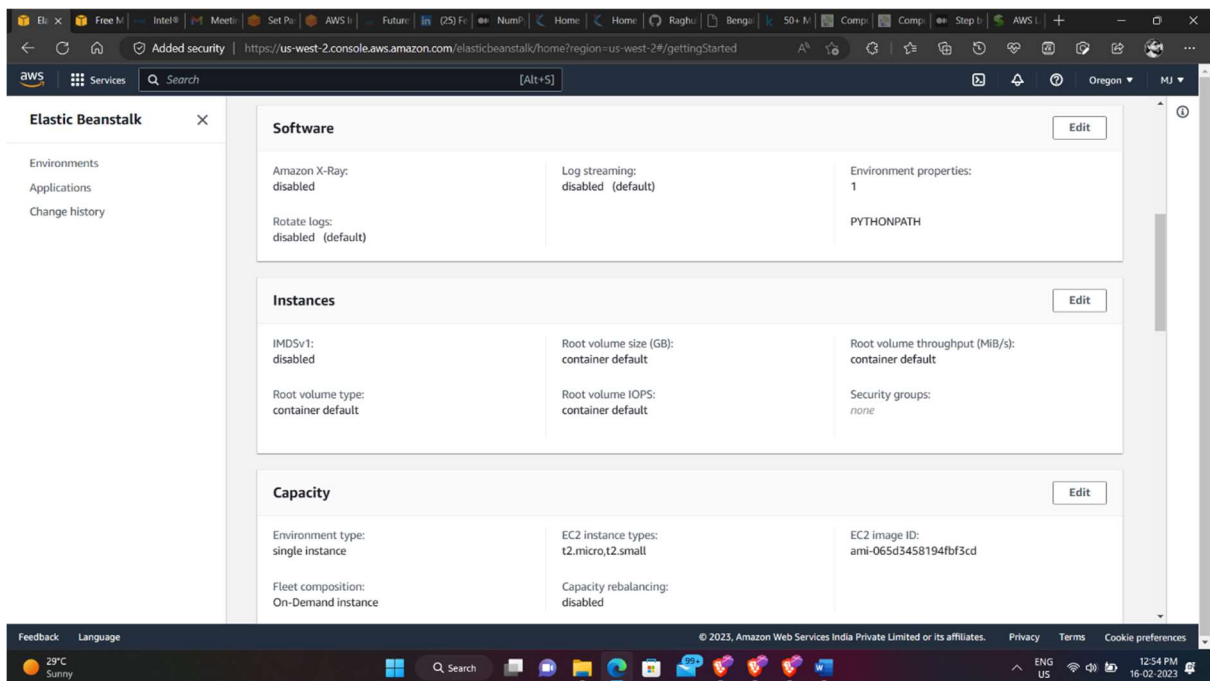 Ela
Free M
Intel®
Meetin
Set Pa
AWS I
Future
(25) Fe
NumP
Home
Home
Raghu
Bengal
50+ M
Comp
Comp
Step b
AWS L
Added security
https://us-west-2.console.aws.amazon.com/elasticbeanstalk/home?region=us-west-2#/gettingStarted
aws
Services
Search
[Alt+S]
Oregon ▼
MJ ▼
Elastic Beanstalk
Environments
Applications
Change history
Software
Edit
Amazon X-Ray:
disabled
Log streaming:
disabled (default)
Environment properties:
1
Rotate logs:
disabled (default)
PYTHONPATH
Instances
Edit
IMDSv1:
disabled
Root volume size (GB):
container default
Root volume throughput (MiB/s):
container default
Root volume type:
container default
Root volume IOPS:
container default
Security groups:
none
Capacity
Edit
Environment type:
single instance
EC2 instance types:
t2.micro,t2.small
EC2 image ID:
ami-065d3458194fbf3cd
Fleet composition:
On-Demand instance
Capacity rebalancing:
disabled
Feedback
Language
© 2023, Amazon Web Services India Private Limited or its affiliates.
Privacy
Terms
Cookie preferences
29°C
Sunny
Search
99+
ENG
US
12:54 PM
16-02-2023